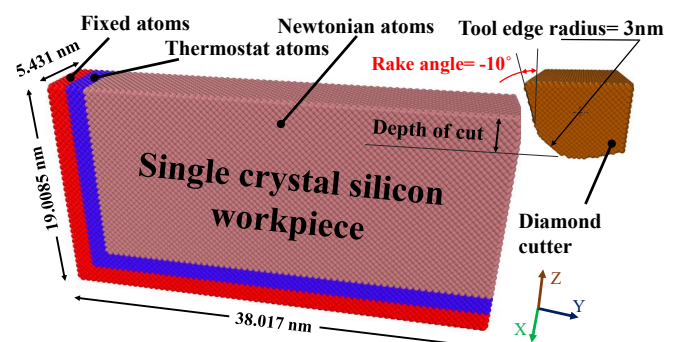 Fixed atoms
Newtonian atoms
Tool edge radius= 3nm
Thermostat atoms
5.431 nm
Rake angle= -10°
Depth of cut
19.0085 nm
Single crystal silicon
workpiece
Diamond
cutter
38.017 nm
Z
Y
X